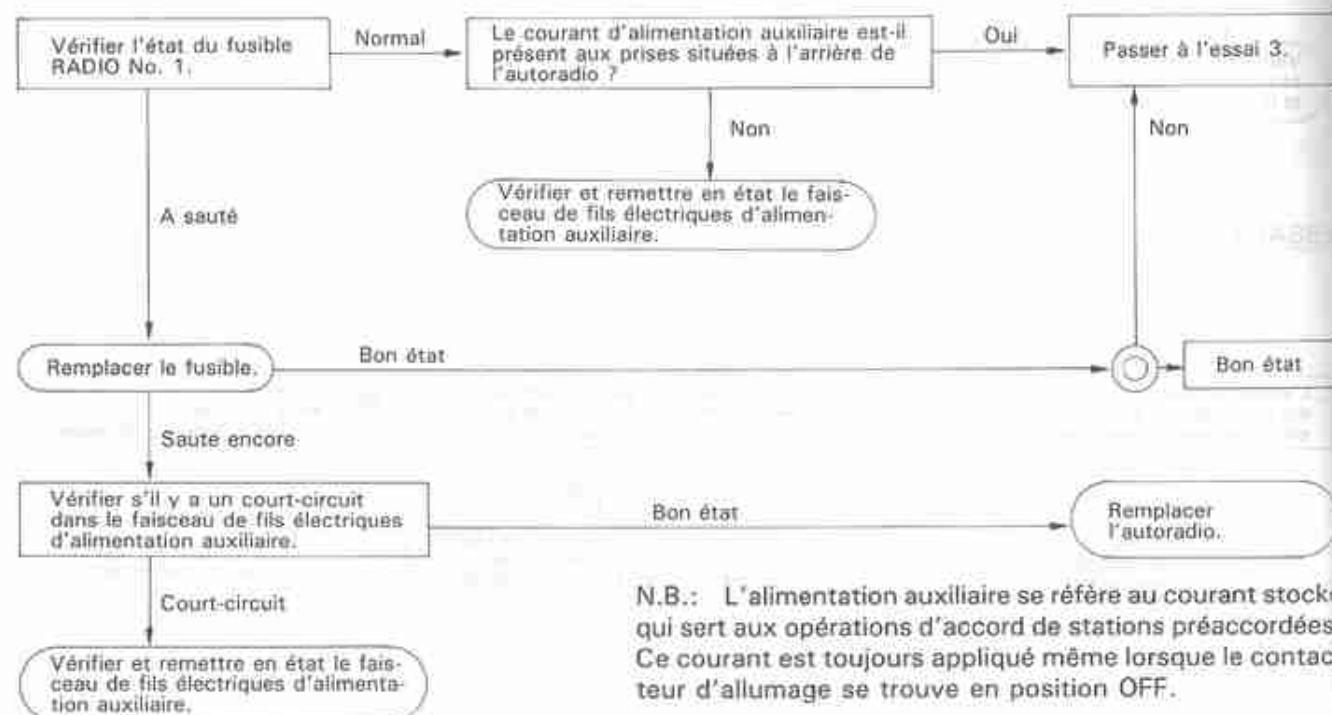 Vérifier l'état du fusible
RADIO No. 1.
Normal
Le courant d'alimentation auxiliaire est-il
présent aux prises situées à l'arrière de
l'autoradio ?
Oui
Passer à l'essai 3.
Non
Non
A sauté
Vérifier et remettre en état le fais-
ceau de fils électriques d'alimen-
tation auxiliaire.
Remplacer le fusible.
Bon état
Bon état
Saute encore
Vérifier s'il y a un court-circuit
dans le faisceau de fils électriques
d'alimentation auxiliaire.
Bon état
Remplacer
l'autoradio.
Court-circuit
Vérifier et remettre en état le fais-
ceau de fils électriques d'alimenta-
tion auxiliaire.
N.B.: L'alimentation auxiliaire se réfère au courant stocké
qui sert aux opérations d'accord de stations préaccordées
Ce courant est toujours appliqué même lorsque le contac
teur d'allumage se trouve en position OFF.